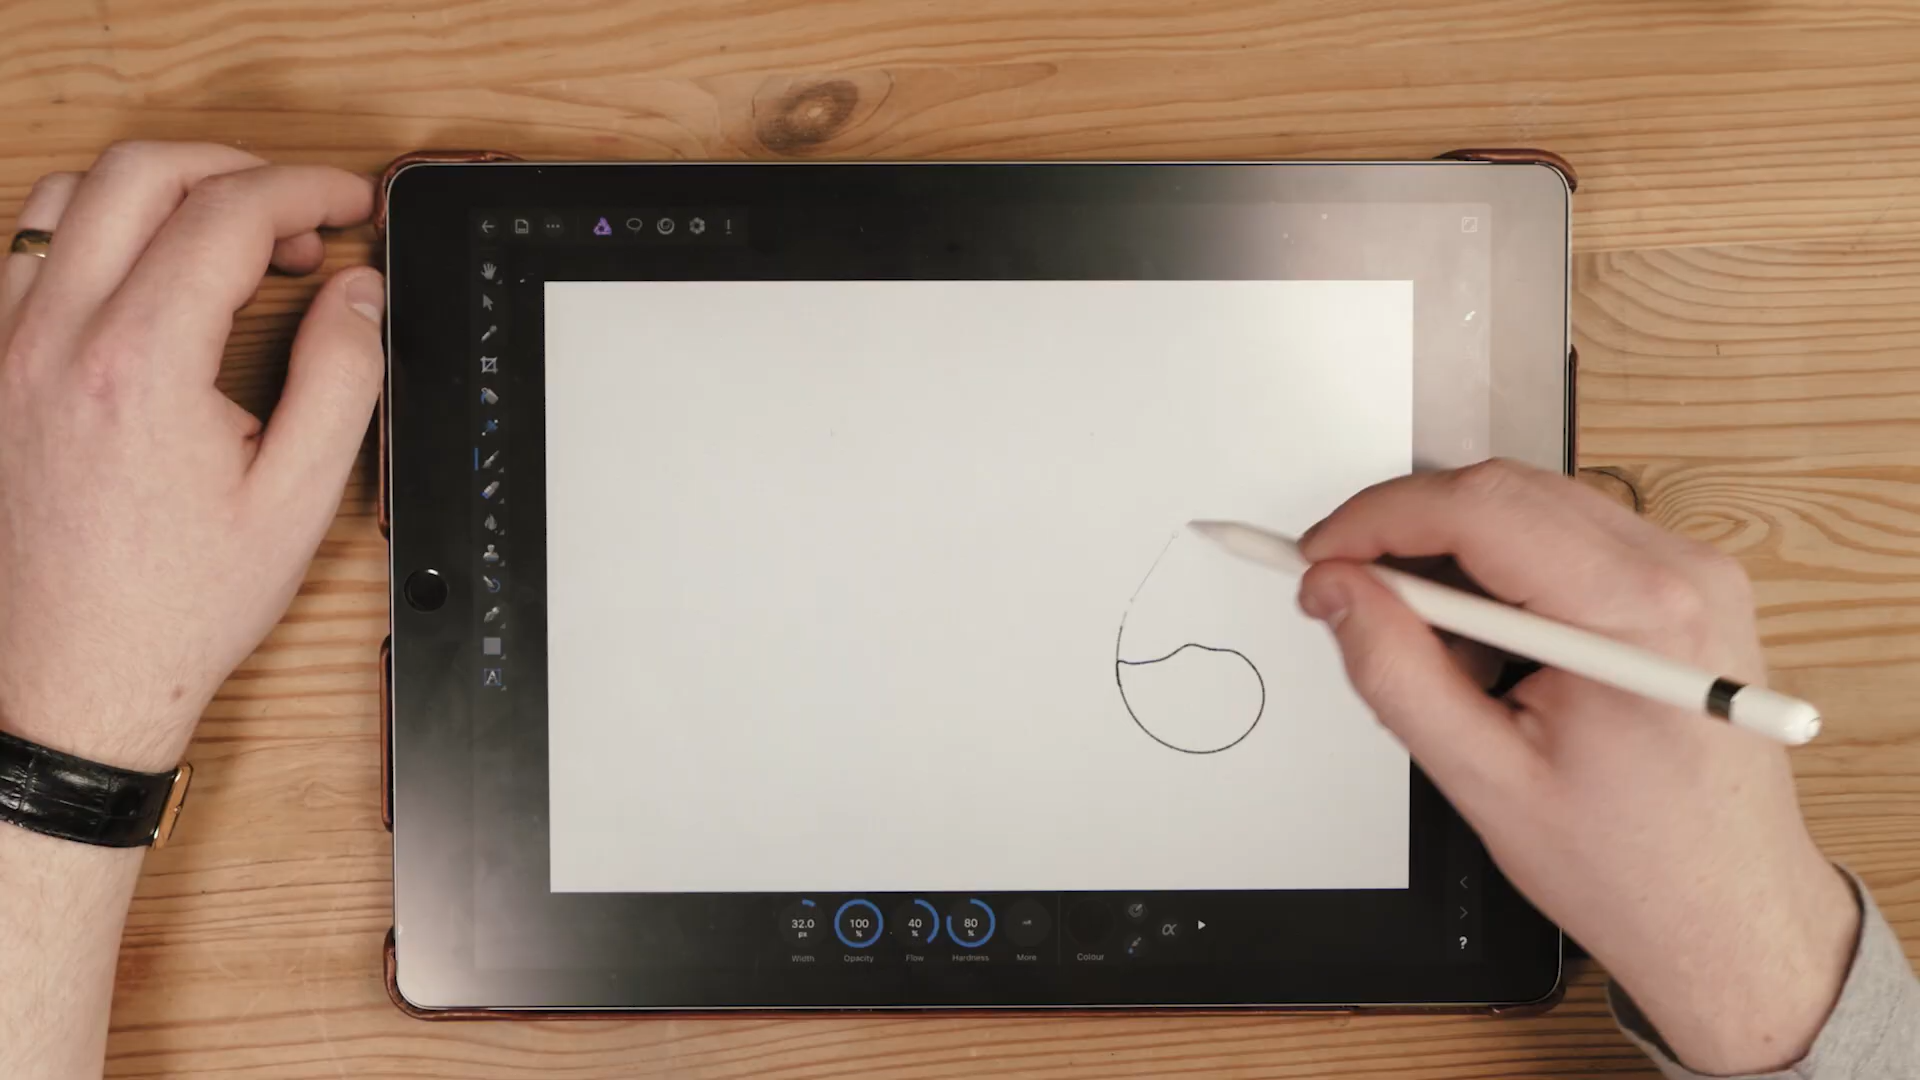 A
32.0
px
100
%
40
%
80
%
α
?
Width
Opacity
Flow
Hardness
More
Colour